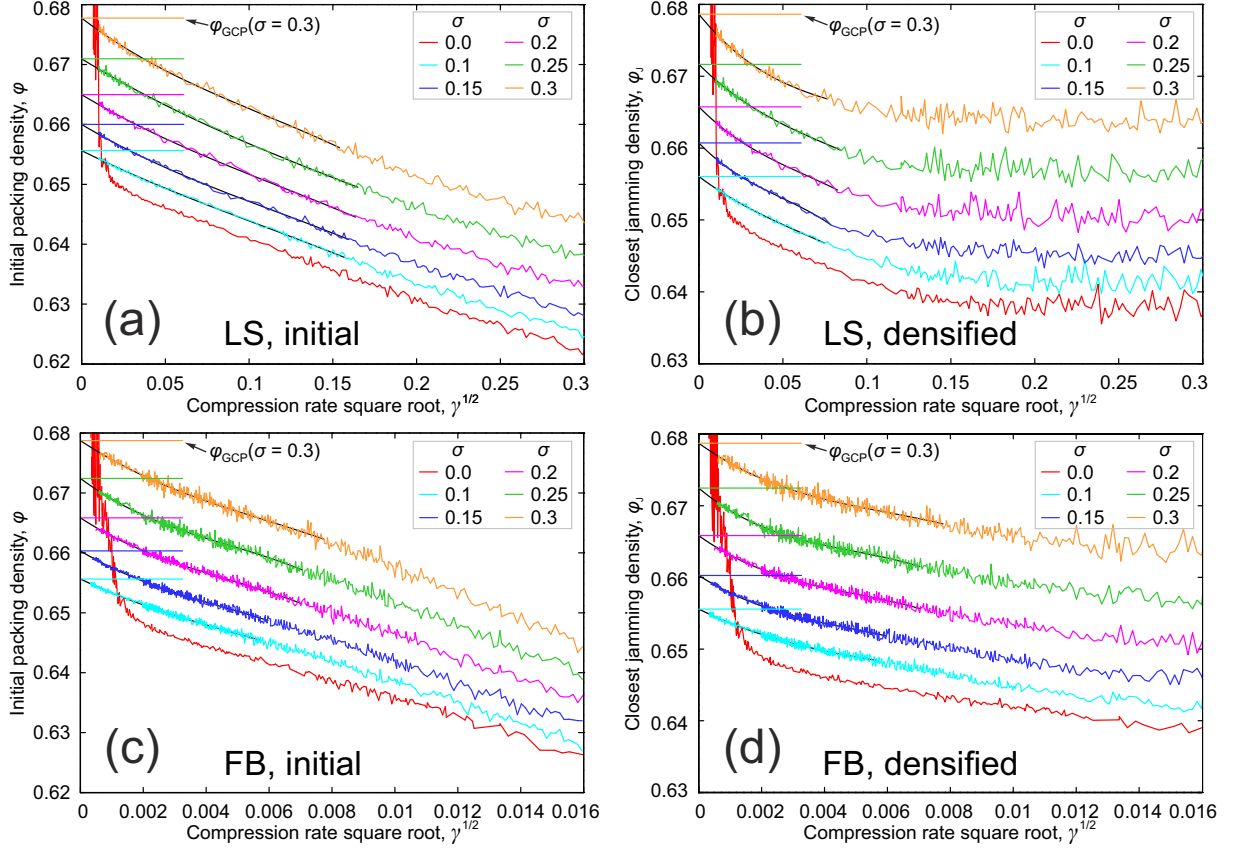 0.68
0.67
0.66
0.65
0.64
0.63
0.62
Initial packing density, φ
φGCP(σ = 0.3)
σ σ
0.0 0.2
0.1 0.25
0.15 0.3
(a)
LS, initial
0 0.05 0.1 0.15 0.2 0.25 0.3
Compression rate square root, γ1/2
0.68
0.67
0.66
0.65
0.64
0.63
Closest jamming density, φJ
φGCP(σ = 0.3)
σ σ
0.0 0.2
0.1 0.25
0.15 0.3
(b)
LS, densified
0 0.05 0.1 0.15 0.2 0.25 0.3
Compression rate square root, γ1/2
0.68
0.67
0.66
0.65
0.64
0.63
0.62
Initial packing density, φ
φGCP(σ = 0.3)
σ σ
0.0 0.2
0.1 0.25
0.15 0.3
(c)
FB, initial
0 0.002 0.004 0.006 0.008 0.01 0.012 0.014 0.016
Compression rate square root, γ1/2
0.68
0.67
0.66
0.65
0.64
0.63
Closest jamming density, φJ
φGCP(σ = 0.3)
σ σ
0.0 0.2
0.1 0.25
0.15 0.3
(d)
FB, densified
0 0.002 0.004 0.006 0.008 0.01 0.012 0.014 0.016
Compression rate square root, γ1/2